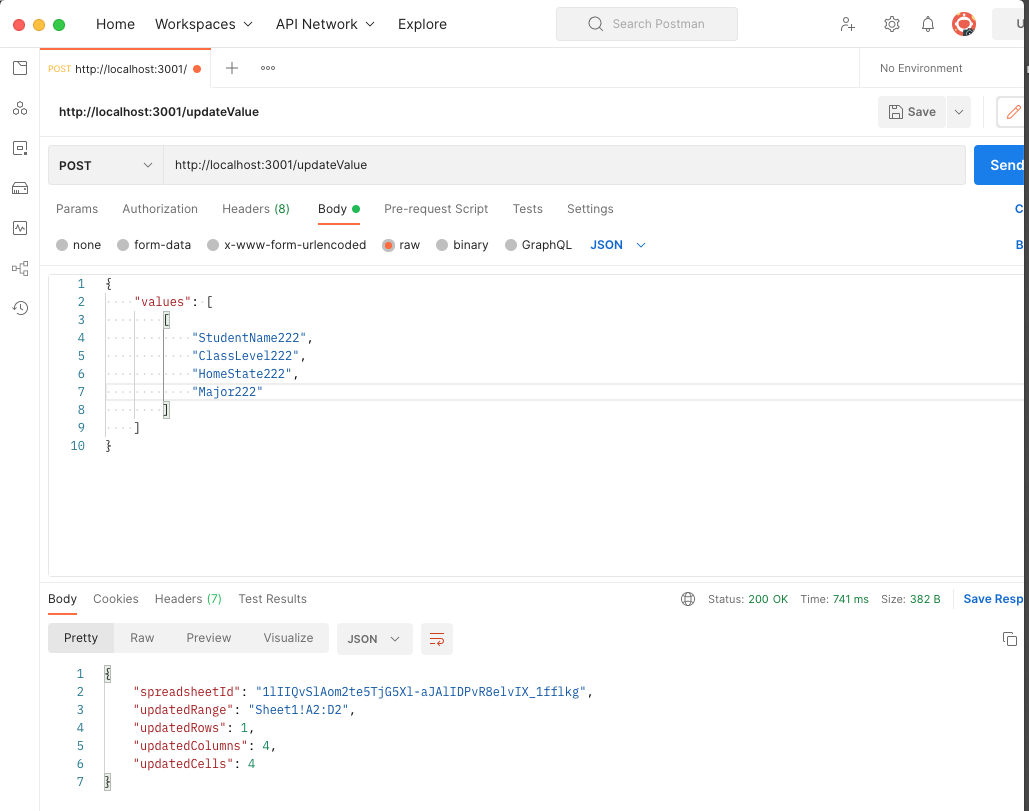 Home Workspaces API Network Explore Search Postman U
POST http://localhost:3001/ No Environment
http://localhost:3001/updateValue Save
POST http://localhost:3001/updateValue Send
Params Authorization Headers (8) Body Pre-request Script Tests Settings C
none form-data x-www-form-urlencoded raw binary GraphQL JSON B
1 {
2 "values": [
3 [
4 "StudentName222",
5 "ClassLevel222",
6 "HomeState222",
7 "Major222"
8 ]
9 ]
10 }
Body Cookies Headers (7) Test Results Status: 200 OK Time: 741 ms Size: 382 B Save Resp
Pretty Raw Preview Visualize JSON
1 {
2 "spreadsheetId": "1lIIQvSlAom2te5TjG5Xl-aJAlIDPvR8elvIX_1fflkg",
3 "updatedRange": "Sheet1!A2:D2",
4 "updatedRows": 1,
5 "updatedColumns": 4,
6 "updatedCells": 4
7 }